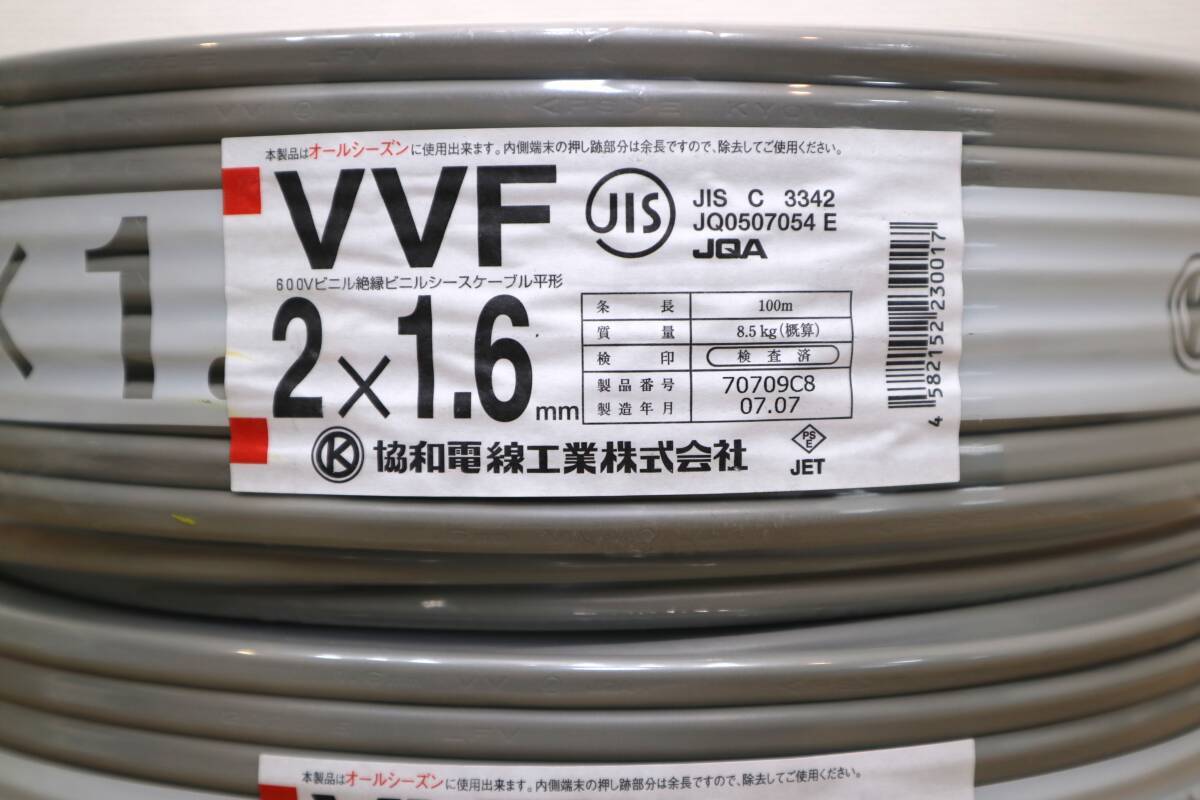 本製品はオールシーズンに使用出来ます。内側端末の押し跡部分は余長ですので、除去してご使用ください。
VVF
JIS
JIS C 3342
JQ0507054 E
JQA
600Vビニル絶縁ビニルシースケーブル平形
2×1.6mm
条長 100m
質量 8.5kg(概算)
検印 検査済
製品番号 70709C8
製造年月 07.07
4 582152 230017
K 協和電線工業株式会社
PSE
JET
×1.
本製品はオールシーズンに使用出来ます。内側端末の押し跡部分は余長ですので、除去してご使用ください。